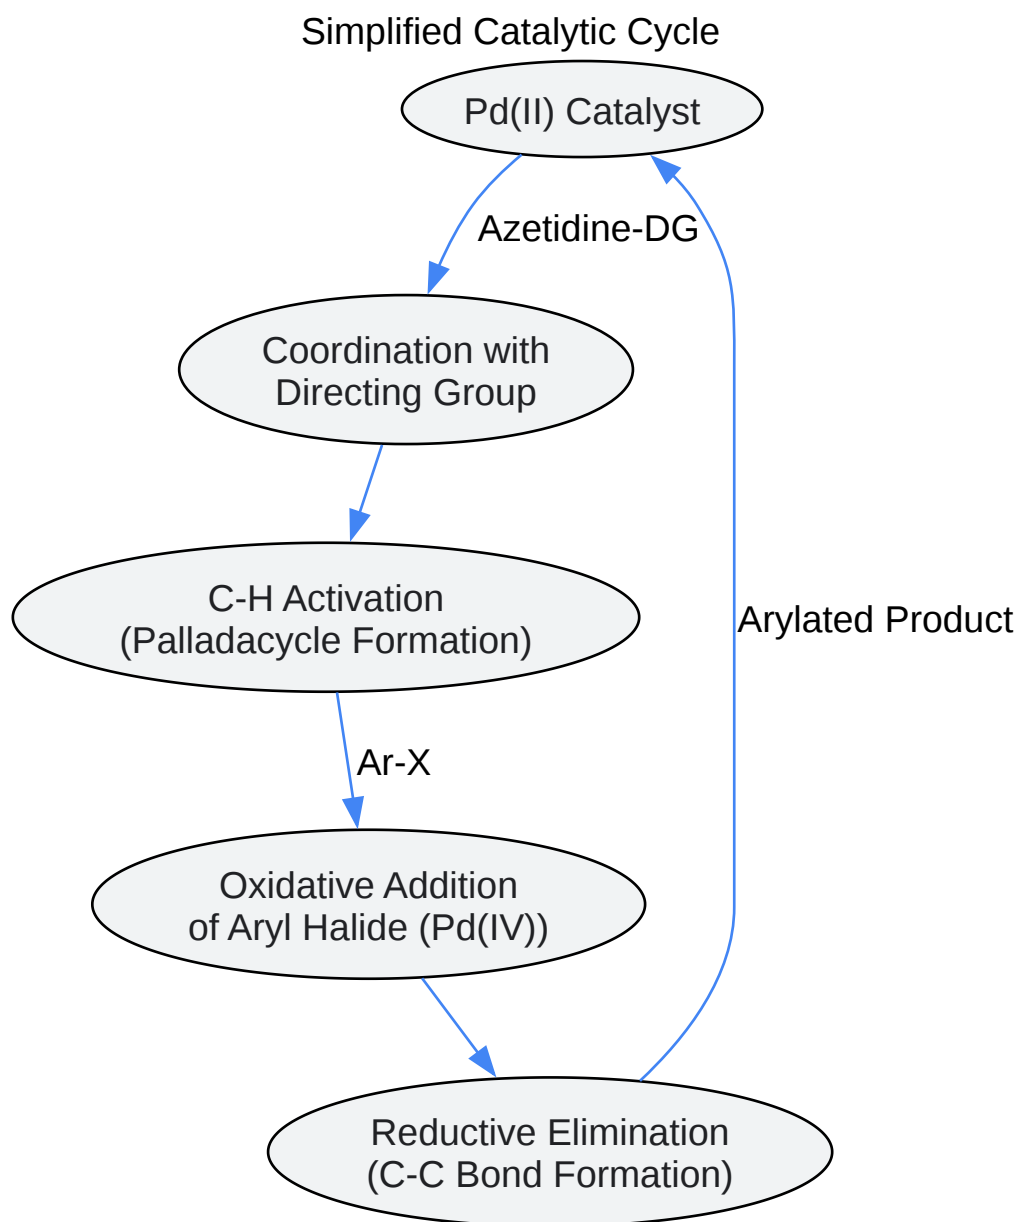 Simplified Catalytic Cycle
Pd(II) Catalyst
Azetidine-DG
Coordination with
Directing Group
C-H Activation
(Palladacycle Formation)
Arylated Product
Ar-X
Oxidative Addition
of Aryl Halide (Pd(IV))
Reductive Elimination
(C-C Bond Formation)